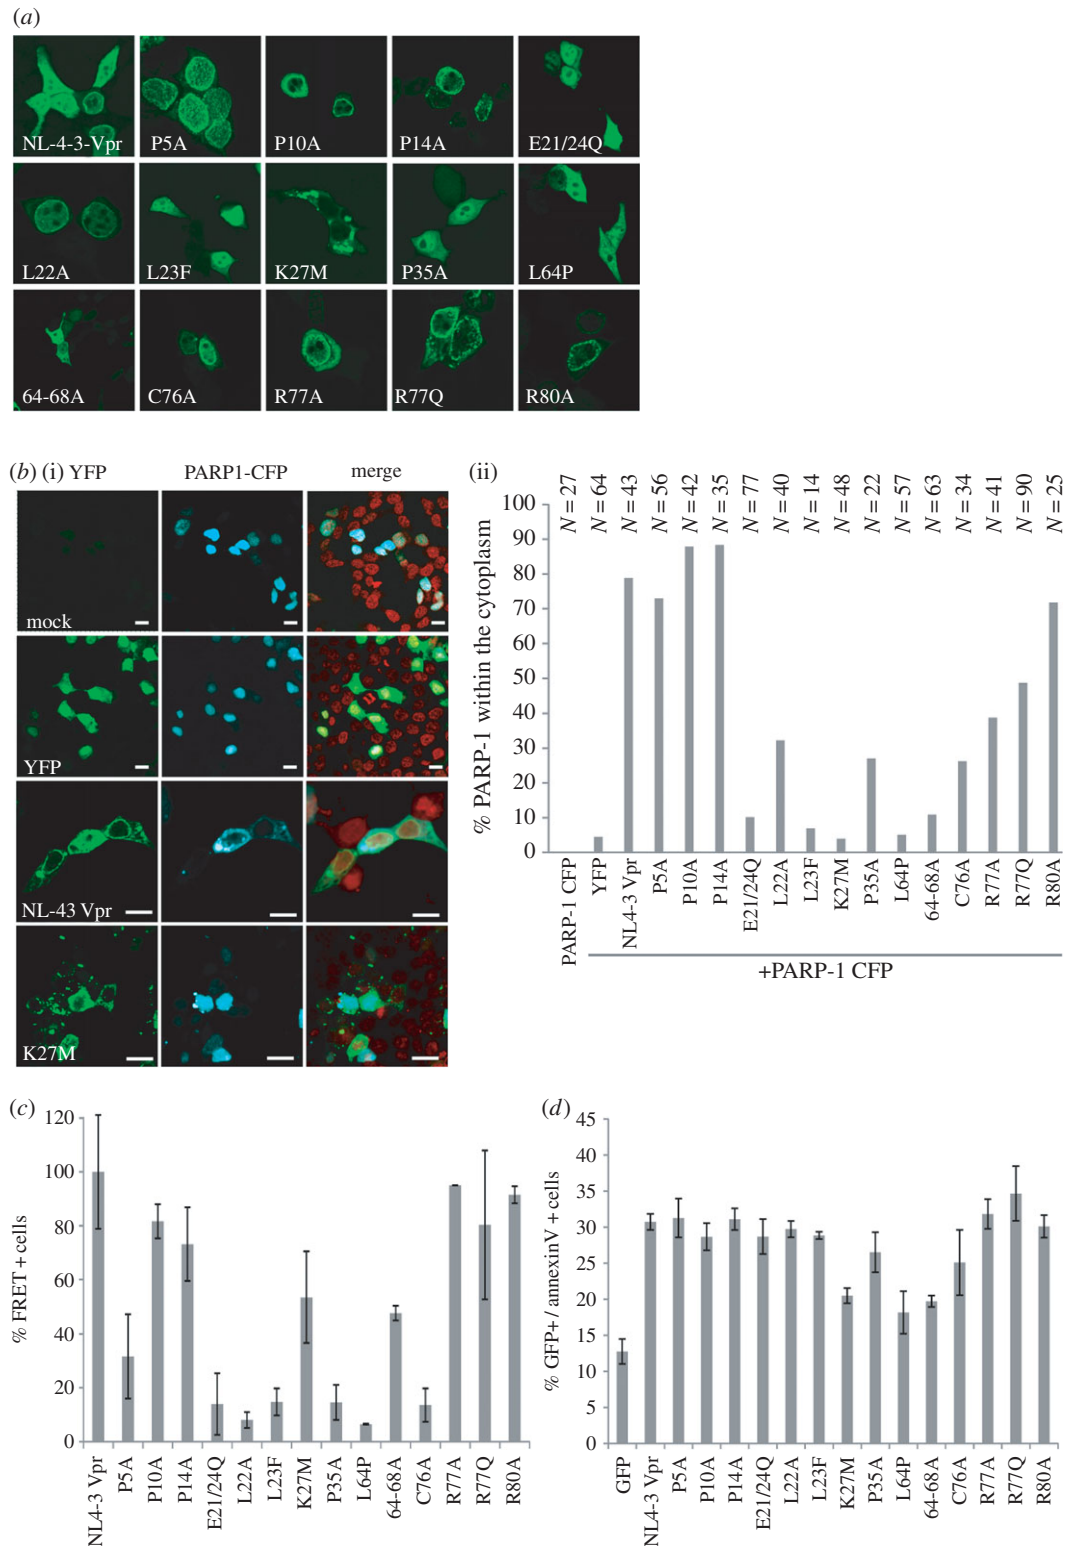 (a)
NL-4-3-Vpr P5A P10A P14A E21/24Q
L22A L23F K27M P35A L64P
64-68A C76A R77A R77Q R80A
(b) (i) YFP PARP1-CFP merge
mock
YFP
NL-43 Vpr
K27M
(ii)
N = 27 N = 64 N = 43 N = 56 N = 42 N = 35 N = 77 N = 40 N = 14 N = 48 N = 22 N = 57 N = 63 N = 34 N = 41 N = 90 N = 25
% PARP-1 within the cytoplasm
100
90
80
70
60
50
40
30
20
10
0
PARP-1 CFP YFP NL4-3 Vpr P5A P10A P14A E21/24Q L22A L23F K27M P35A L64P 64-68A C76A R77A R77Q R80A
+PARP-1 CFP
(c)
% FRET + cells
120
100
80
60
40
20
0
NL4-3 Vpr P5A P10A P14A E21/24Q L22A L23F K27M P35A L64P 64-68A C76A R77A R77Q R80A
(d)
% GFP+ / annexinV + cells
45
40
35
30
25
20
15
10
5
0
GFP NL4-3 Vpr P5A P10A P14A E21/24Q L22A L23F K27M P35A L64P 64-68A C76A R77A R77Q R80A